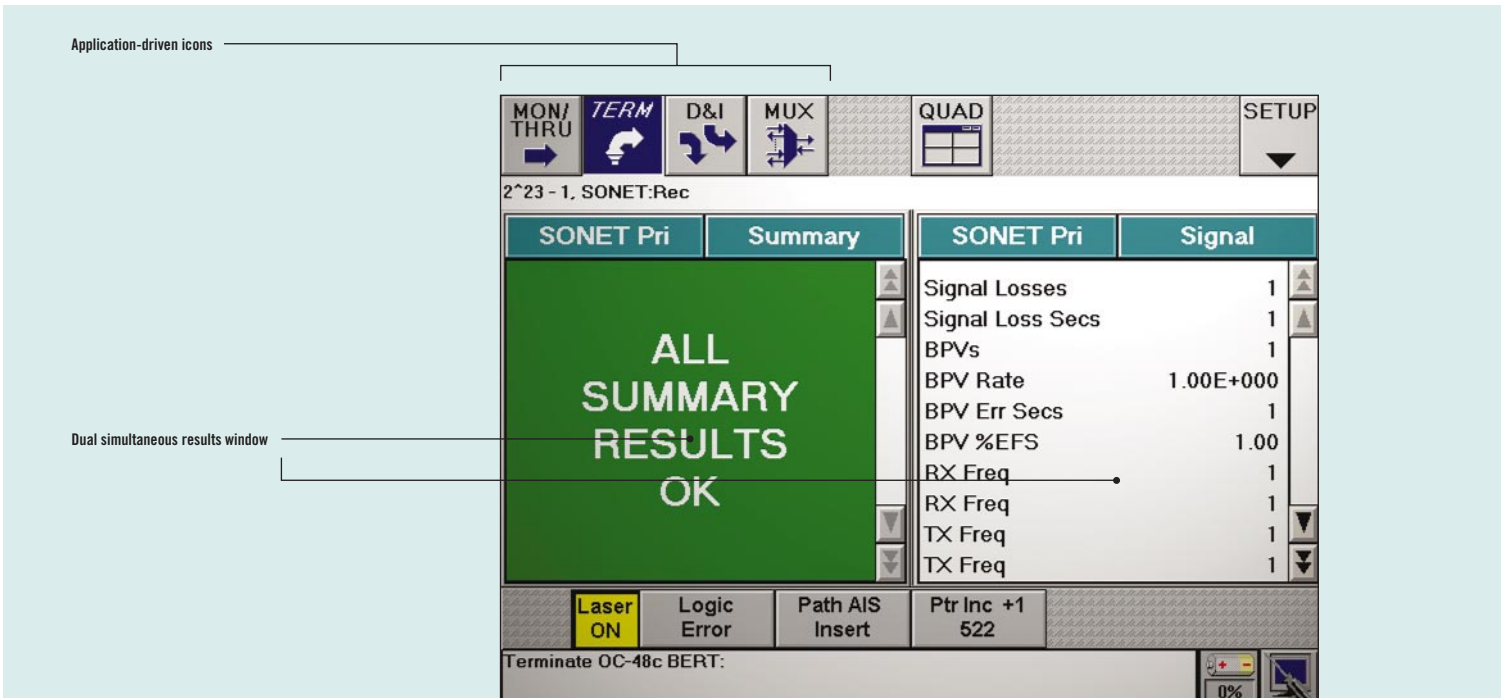 Application-driven icons
MON/
THRU
TERM
D&I
MUX
QUAD
SETUP
2^23 - 1, SONET:Rec
SONET Pri
Summary
SONET Pri
Signal
ALL
SUMMARY
RESULTS
OK
Signal Losses 1
Signal Loss Secs 1
BPVs 1
BPV Rate 1.00E+000
BPV Err Secs 1
BPV %EFS 1.00
RX Freq 1
RX Freq 1
TX Freq 1
TX Freq 1
Dual simultaneous results window
Laser
ON
Logic
Error
Path AIS
Insert
Ptr Inc +1
522
Terminate OC-48c BERT:
0%